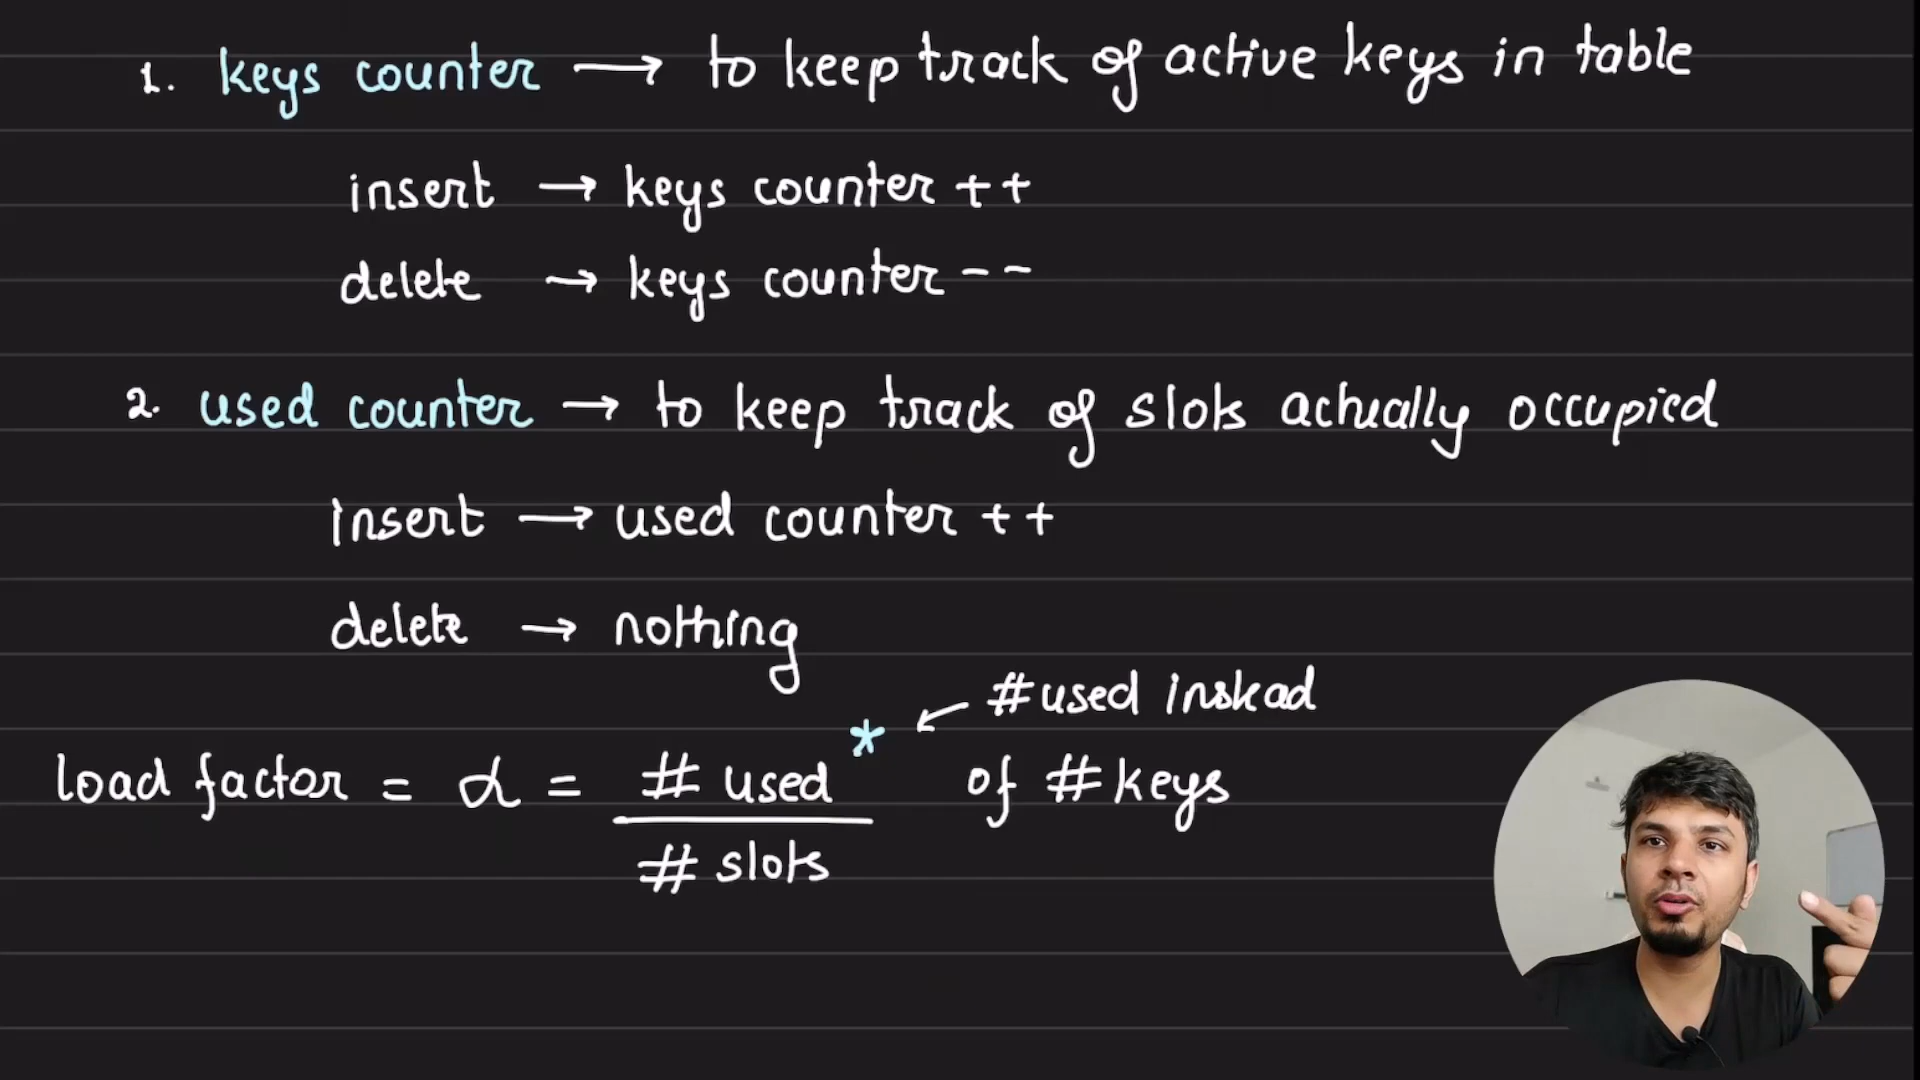 1. keys counter → to keep track of active keys in table
insert → keys counter ++
delete → keys counter --
2. used counter → to keep track of slots actually occupied
insert → used counter ++
delete → nothing
load factor = α = # used* / # slots
← # used instead
of # keys